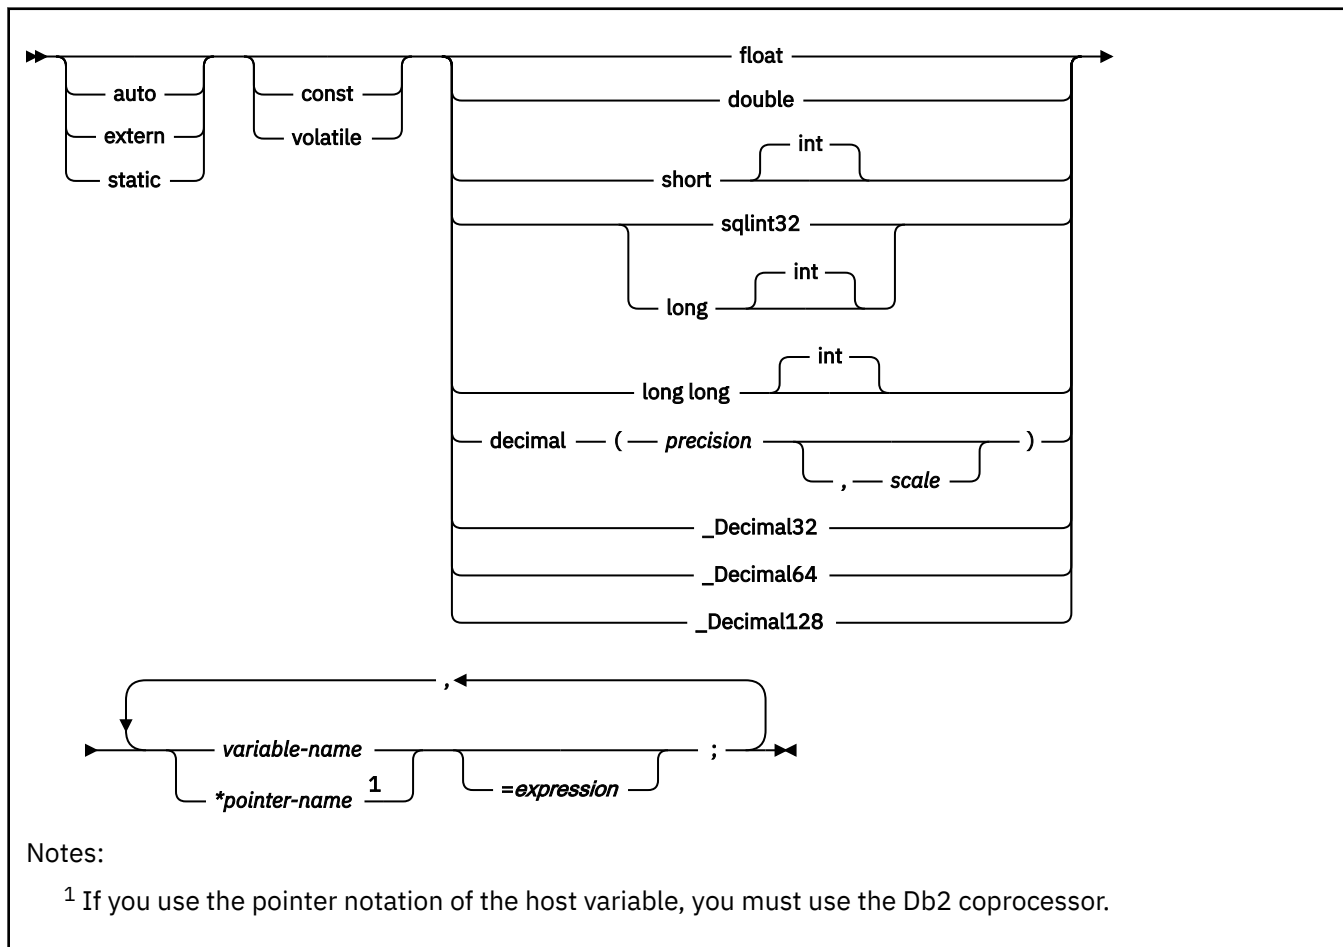 float
auto const double
extern volatile int
static short
sqlint32
int
long
int
long long
decimal ( precision )
, scale
_Decimal32
_Decimal64
_Decimal128
,
variable-name ;
*pointer-name 1 =expression
Notes:
1 If you use the pointer notation of the host variable, you must use the Db2 coprocessor.